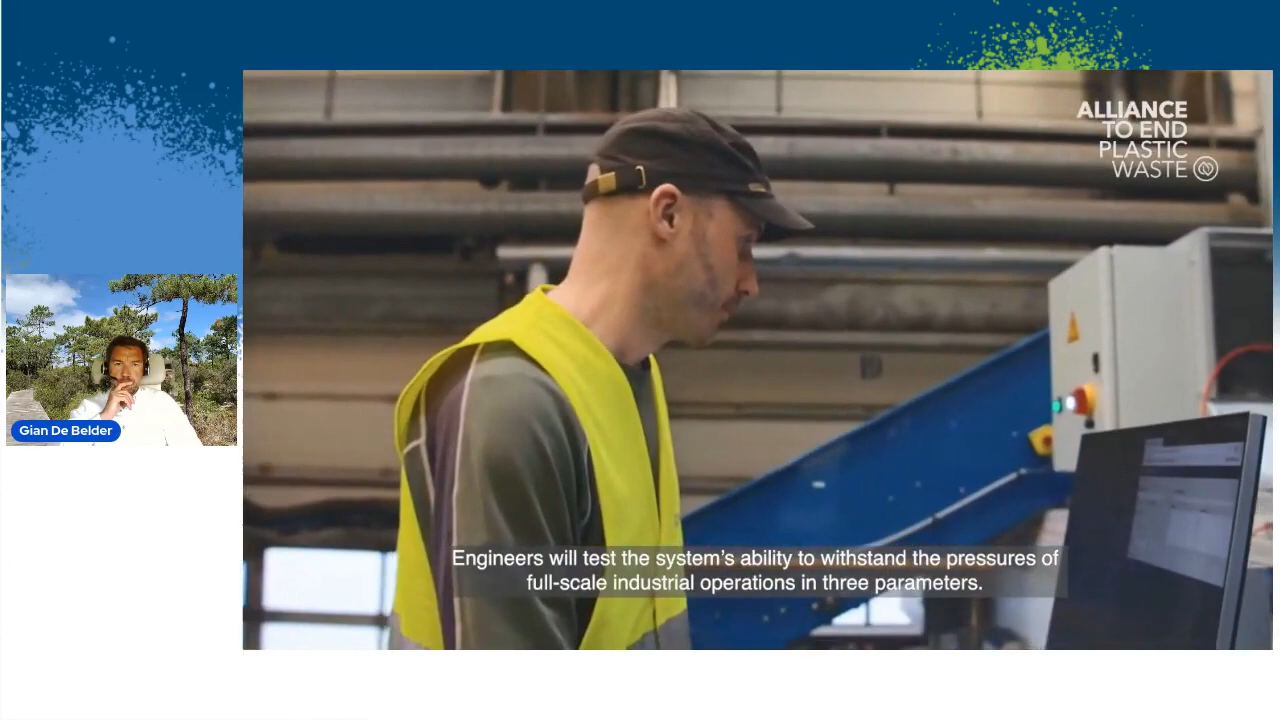 ALLIANCE
TO END
PLASTIC
WASTE
Gian De Belder
Engineers will test the system’s ability to withstand the pressures of
full-scale industrial operations in three parameters.